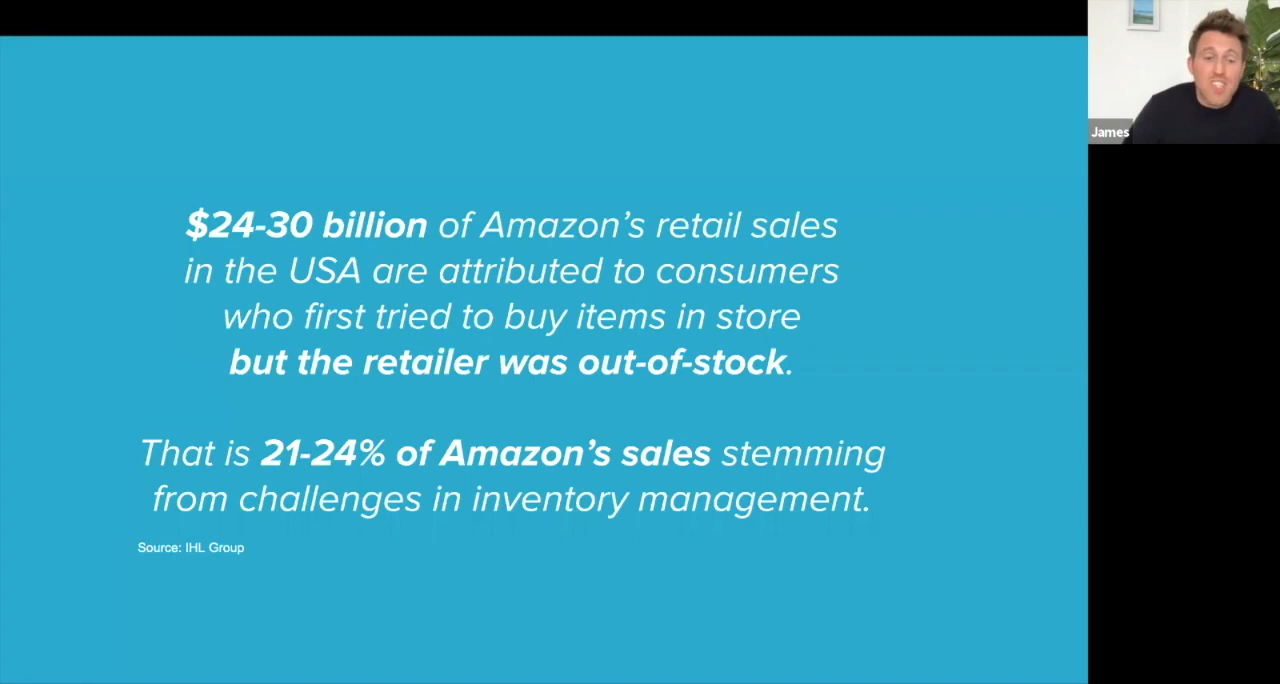 $24-30 billion of Amazon’s retail sales
in the USA are attributed to consumers
who first tried to buy items in store
but the retailer was out-of-stock.
That is 21-24% of Amazon’s sales stemming
from challenges in inventory management.
Source: IHL Group
James